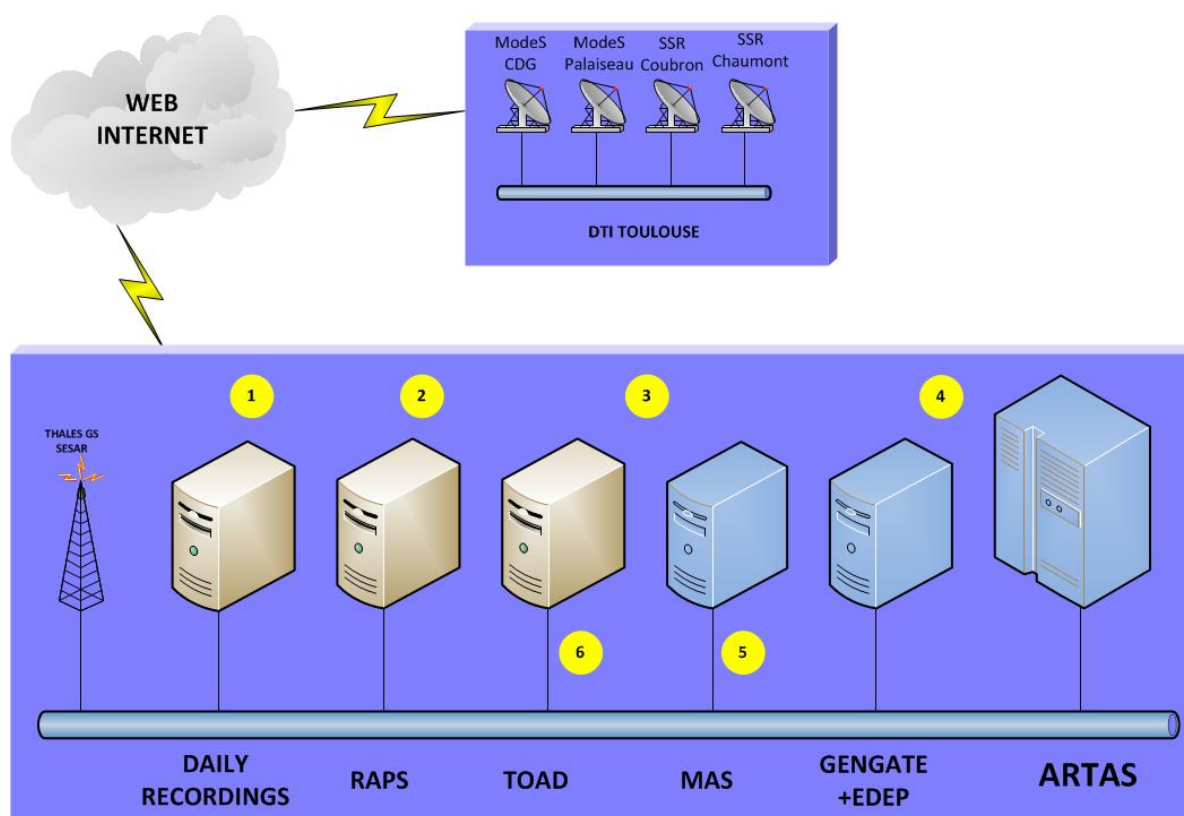 WEB
INTERNET
ModeS
CDG
ModeS
Palaiseau
SSR
Coubron
SSR
Chaumont
DTI TOULOUSE
1
2
3
4
THALES GS
SESAR
6
5
DAILY
RECORDINGS
RAPS
TOAD
MAS
GENGATE
+EDEP
ARTAS